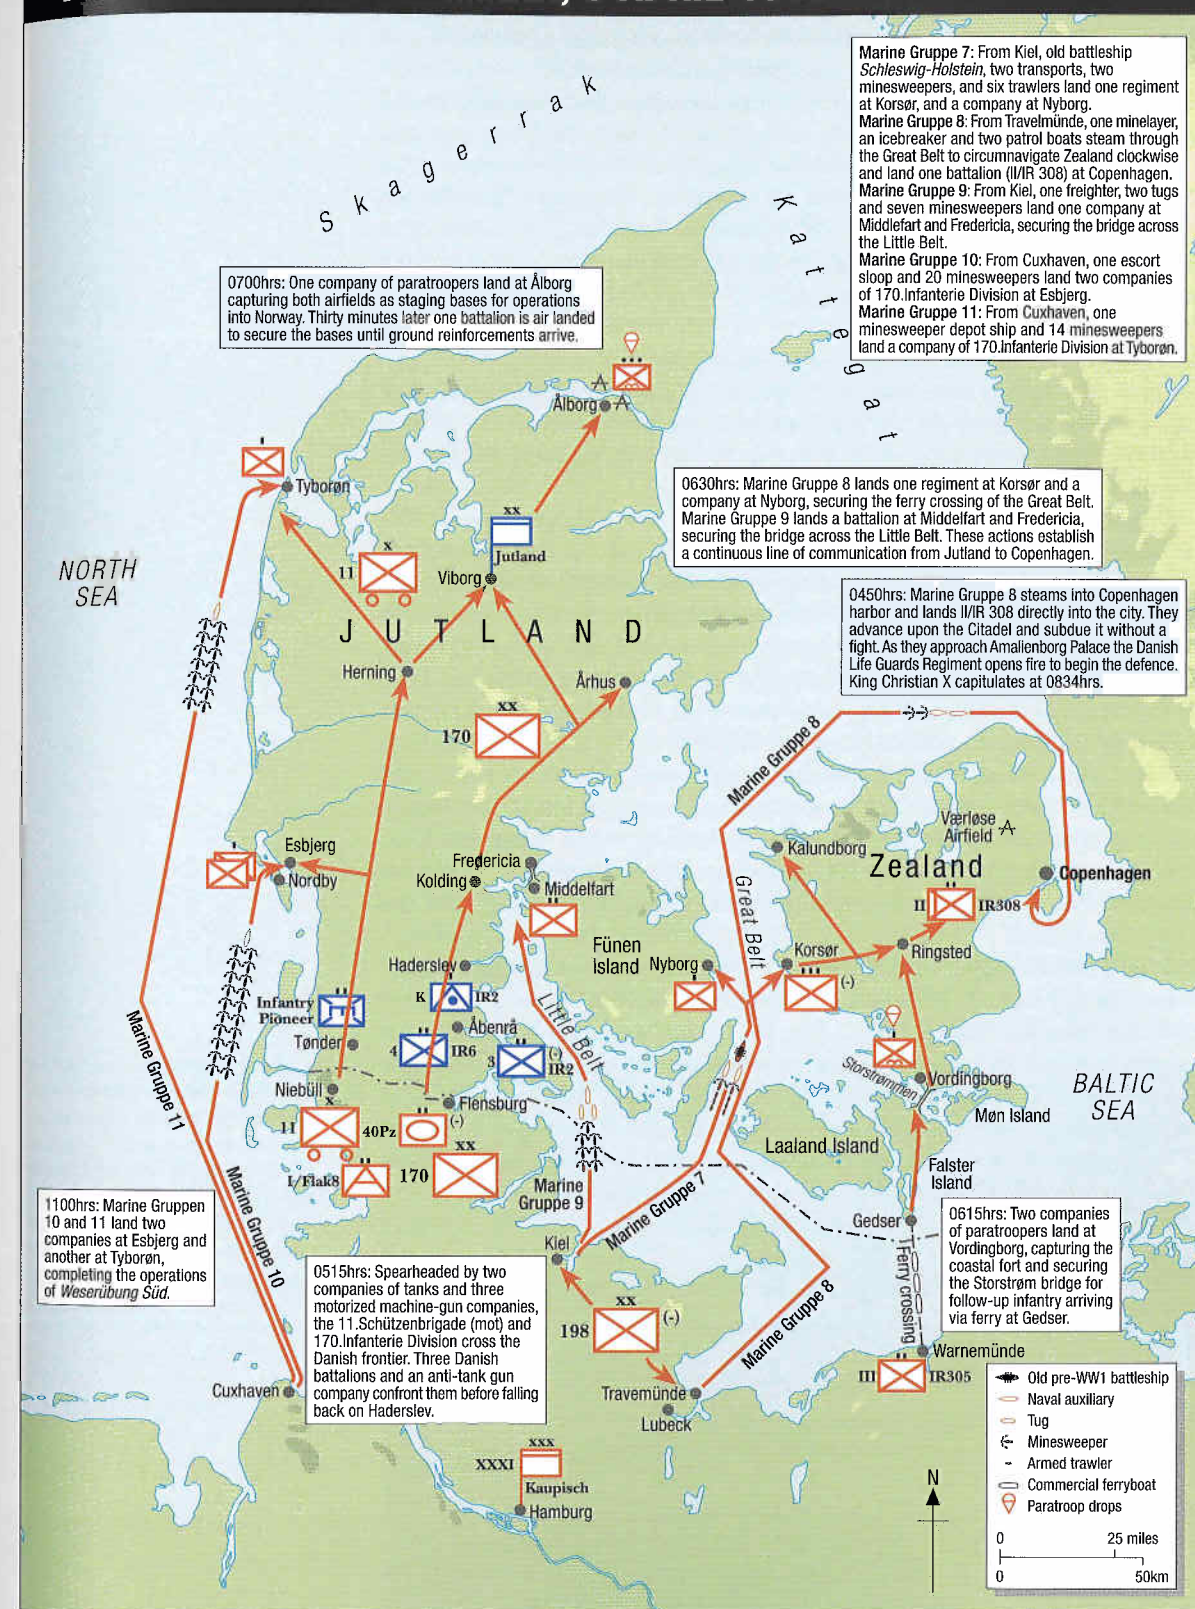 Marine Gruppe 7: From Kiel, old battleship
Schleswig-Holstein, two transports, two
minesweepers, and six trawlers land one regiment
at Korsør, and a company at Nyborg.
Marine Gruppe 8: From Travelmünde, one minelayer,
an icebreaker and two patrol boats steam through
the Great Belt to circumnavigate Zealand clockwise
and land one battalion (II/IR 308) at Copenhagen.
Marine Gruppe 9: From Kiel, one freighter, two tugs
and seven minesweepers land one company at
Middlefart and Fredericia, securing the bridge across
the Little Belt.
Marine Gruppe 10: From Cuxhaven, one escort
sloop and 20 minesweepers land two companies
of 170.Infanterie Division at Esbjerg.
Marine Gruppe 11: From Cuxhaven, one
minesweeper depot ship and 14 minesweepers
land a company of 170.Infanterie Division at Tyborøn.
Skagerrak
Kattegat
0700hrs: One company of paratroopers land at Ålborg
capturing both airfields as staging bases for operations
into Norway. Thirty minutes later one battalion is air landed
to secure the bases until ground reinforcements arrive.
Ålborg
Tyborøn
0630hrs: Marine Gruppe 8 lands one regiment at Korsør and a
company at Nyborg, securing the ferry crossing of the Great Belt.
Marine Gruppe 9 lands a battalion at Middelfart and Fredericia,
securing the bridge across the Little Belt. These actions establish
a continuous line of communication from Jutland to Copenhagen.
xx
Jutland
x
11
Viborg
NORTH
SEA
0450hrs: Marine Gruppe 8 steams into Copenhagen
harbor and lands II/IR 308 directly into the city. They
advance upon the Citadel and subdue it without a
fight. As they approach Amalienborg Palace the Danish
Life Guards Regiment opens fire to begin the defence.
King Christian X capitulates at 0834hrs.
JUTLAND
Herning
Århus
xx
170
Marine Gruppe 8
Værløse
Airfield
Kalundborg
Zealand
Copenhagen
Esbjerg
Nordby
Fredericia
Kolding
Middelfart
Great Belt
II
IR308
Fünen
Island
Nyborg
Korsør
(-)
Ringsted
Haderslev
K
IR2
Infantry
Pioneer
Little Belt
Åbenrå
Tønder
4
IR6
3
(-)
IR2
Storstrømmen
Vordingborg
BALTIC
SEA
Møn Island
Niebüll
Flensburg
x
11
40Pz
(-)
xx
170
I/Flak8
Laaland Island
Falster
Island
Marine Gruppe 11
Marine Gruppe 10
Marine
Gruppe 9
Marine Gruppe 7
Kiel
Gedser
Ferry crossing
1100hrs: Marine Gruppen
10 and 11 land two
companies at Esbjerg and
another at Tyborøn,
completing the operations
of Weserübung Süd.
0515hrs: Spearheaded by two
companies of tanks and three
motorized machine-gun companies,
the 11.Schützenbrigade (mot) and
170.Infanterie Division cross the
Danish frontier. Three Danish
battalions and an anti-tank gun
company confront them before falling
back on Haderslev.
0615hrs: Two companies
of paratroopers land at
Vordingborg, capturing the
coastal fort and securing
the Storstrøm bridge for
follow-up infantry arriving
via ferry at Gedser.
xx
198
(-)
Marine Gruppe 8
Warnemünde
III
IR305
Cuxhaven
Travemünde
Lubeck
xxx
XXXI
Kaupisch
Hamburg
N
Old pre-WW1 battleship
Naval auxiliary
Tug
Minesweeper
Armed trawler
Commercial ferryboat
Paratroop drops
0
25 miles
0
50km